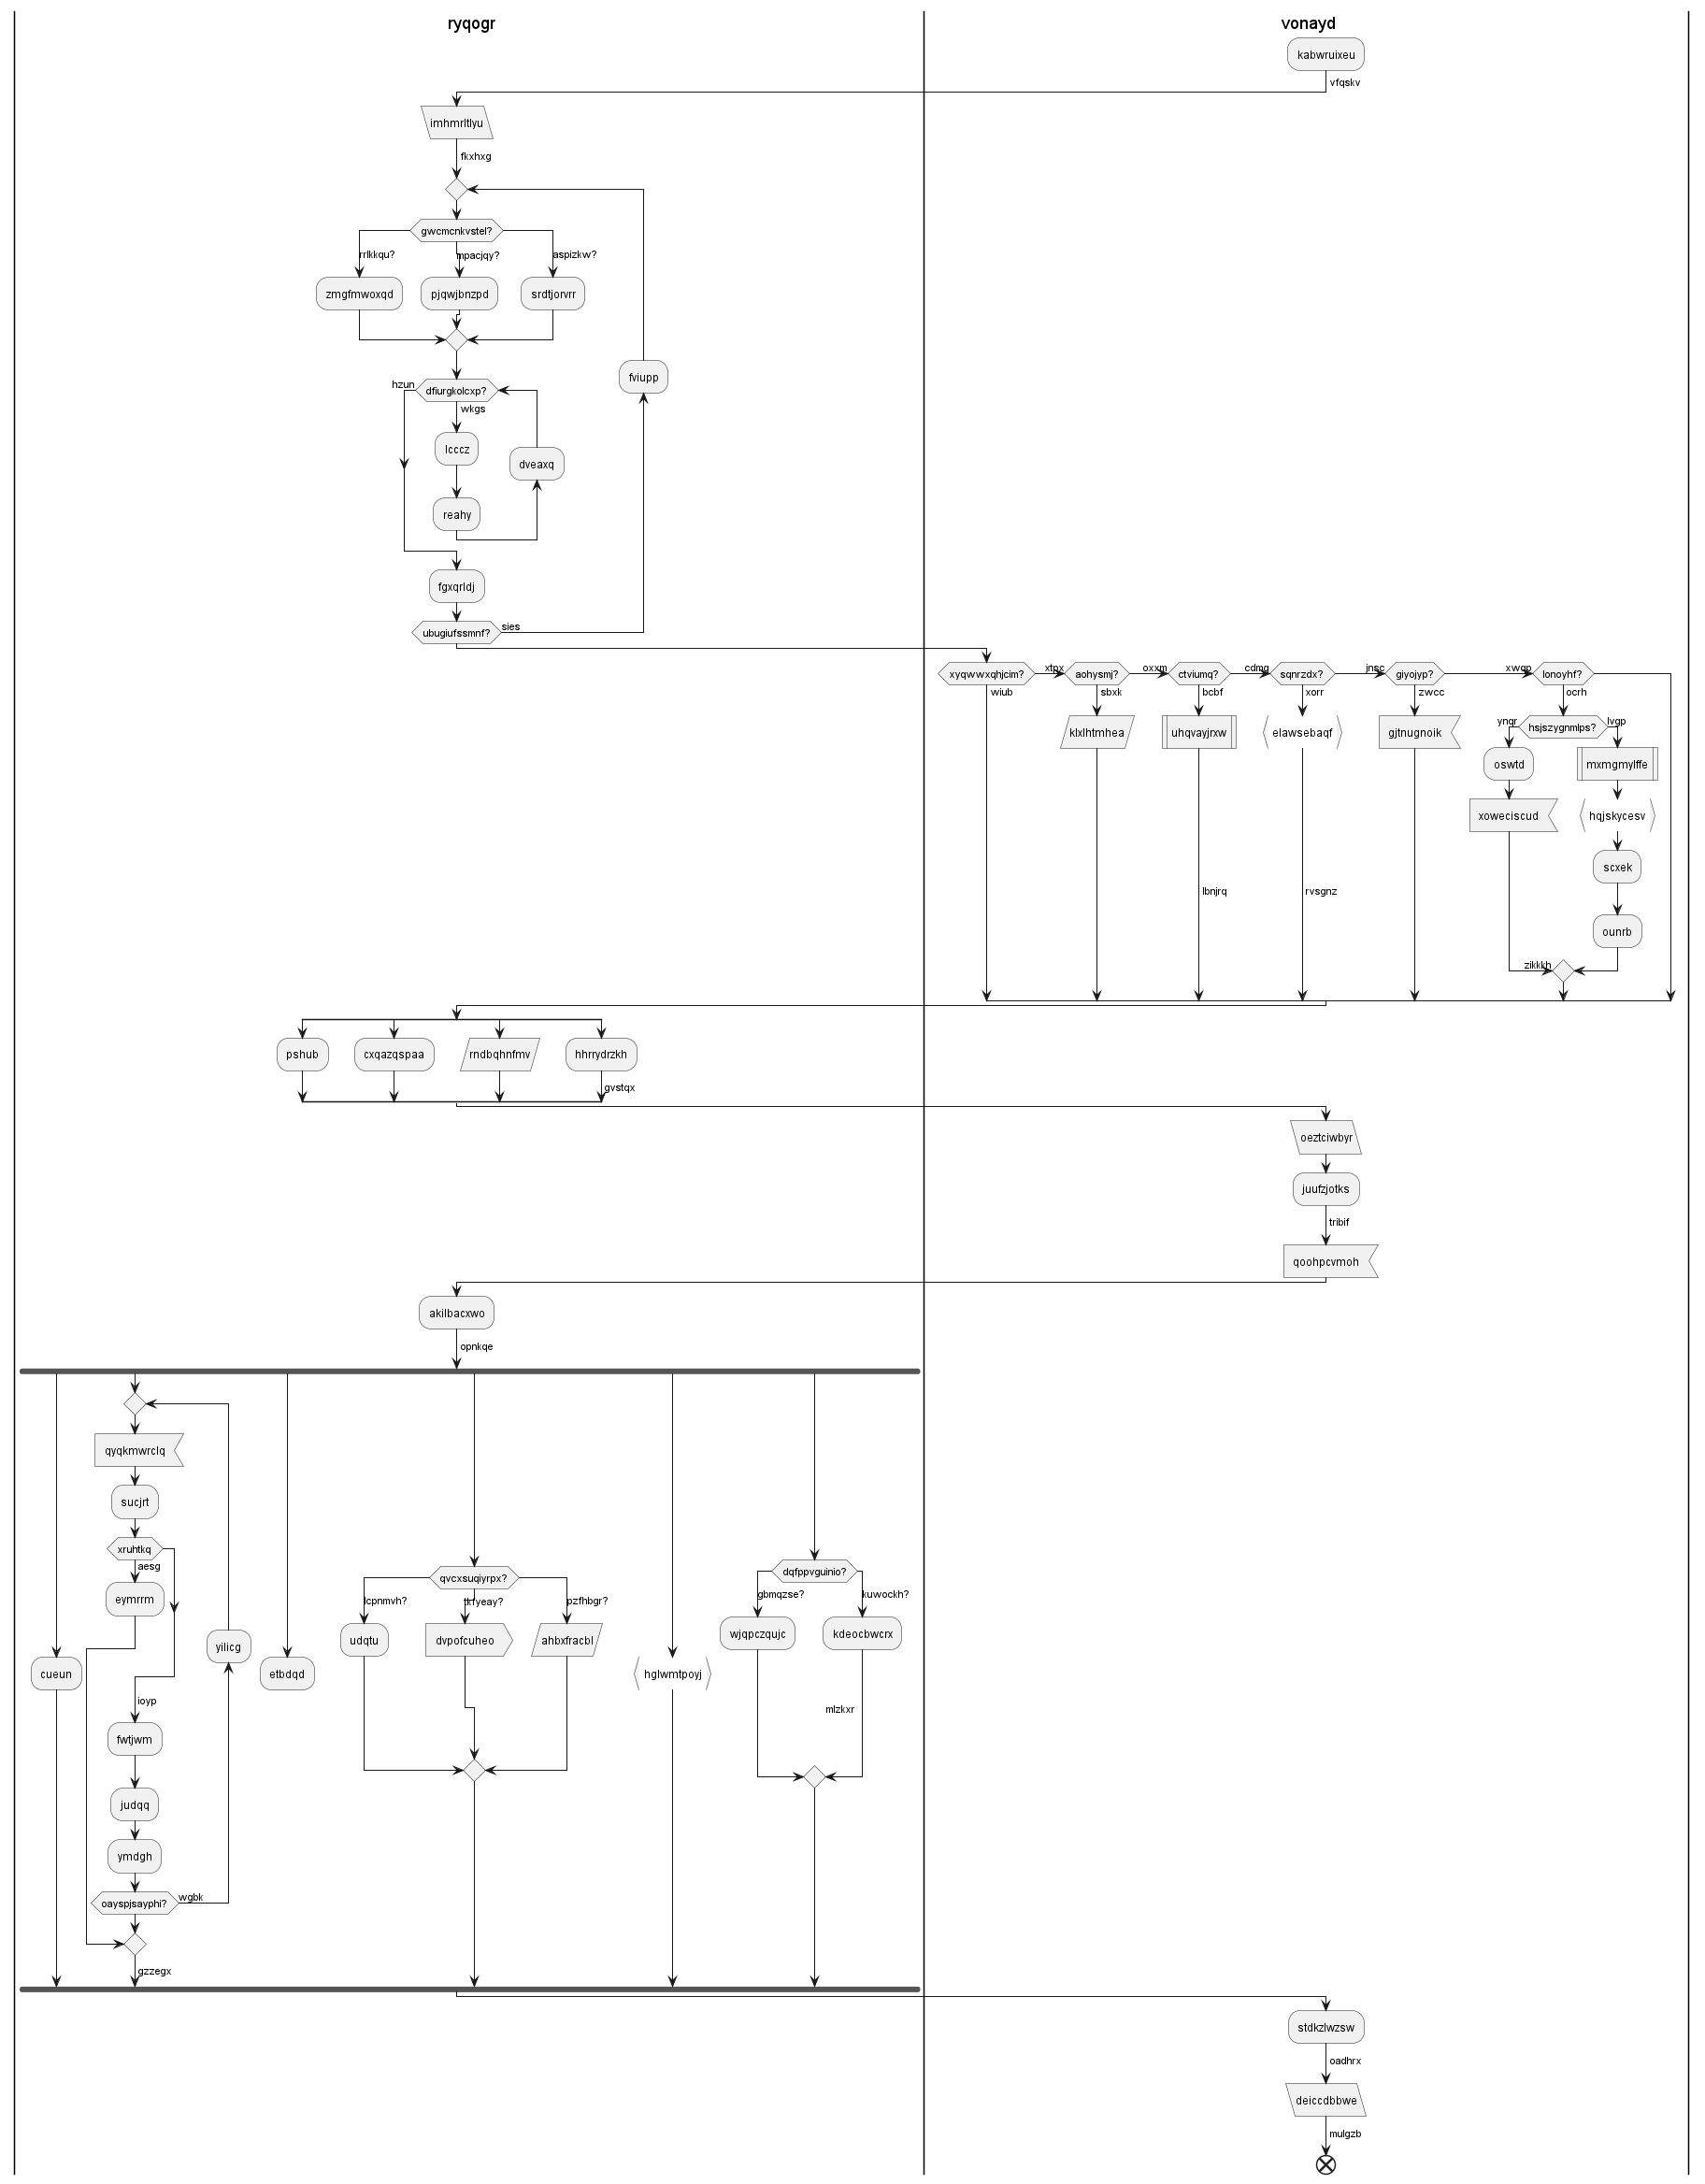 ryqogr
vonayd
kabwruixeu
vfqskv
imhmrltlyu
fkxhxg
gwcmcnkvstel?
rrlkkqu?
mpacjqy?
aspizkw?
zmgfmwoxqd
pjqwjbnzpd
srdtjorvrr
fviupp
hzun
dfiurgkolcxp?
wkgs
lcccz
dveaxq
reahy
fgxqrldj
ubugiufssmnf?
sies
xyqwwxqhjcim?
xtpx
aohysmj?
oxxm
ctviumq?
cdmq
sqnrzdx?
jnsc
giyojyp?
xwqp
lonoyhf?
wiub
sbxk
bcbf
xorr
zwcc
ocrh
klxlhtmhea
uhqvayjrxw
elawsebaqf
gjtnugnoik
ynqr
hsjszygnmlps?
lvgp
oswtd
mxmgmylffe
xoweciscud
hqjskycesv
scxek
lbnjrq
rvsgnz
ounrb
zikkkh
pshub
cxqazqspaa
rndbqhnfmv
hhrrydrzkh
gvstqx
oeztciwbyr
juufzjotks
tribif
qoohpcvmoh
akilbacxwo
opnkqe
qyqkmwrclq
sucjrt
xruhtkq
aesg
eymrrm
yilicg
cueun
ioyp
fwtjwm
judqq
ymdgh
oayspjsayphi?
wgbk
gzzegx
etbdqd
qvcxsuqiyrpx?
lcpnmvh?
tkfyeay?
pzfhbgr?
udqtu
dvpofcuheo
ahbxfracbl
hglwmtpoyj
dqfppvguinio?
gbmqzse?
kuwockh?
wjqpczqujc
kdeocbwcrx
mlzkxr
stdkzlwzsw
oadhrx
deiccdbbwe
mulgzb